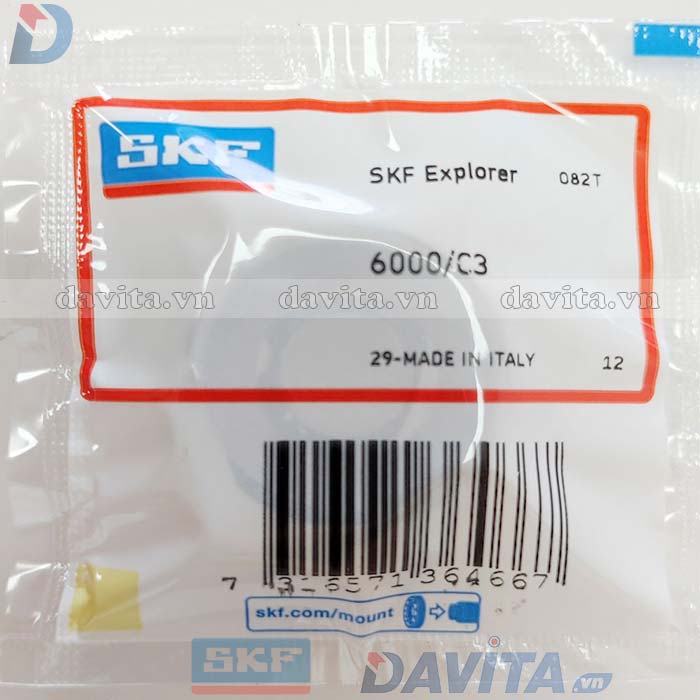 D
SKF
SKF Explorer 082T
6000/C3
davita.vn davita.vn davita.vn
29-MADE IN ITALY 12
7 316571 364667
skf.com/mount
SKF
DAVITA.vn